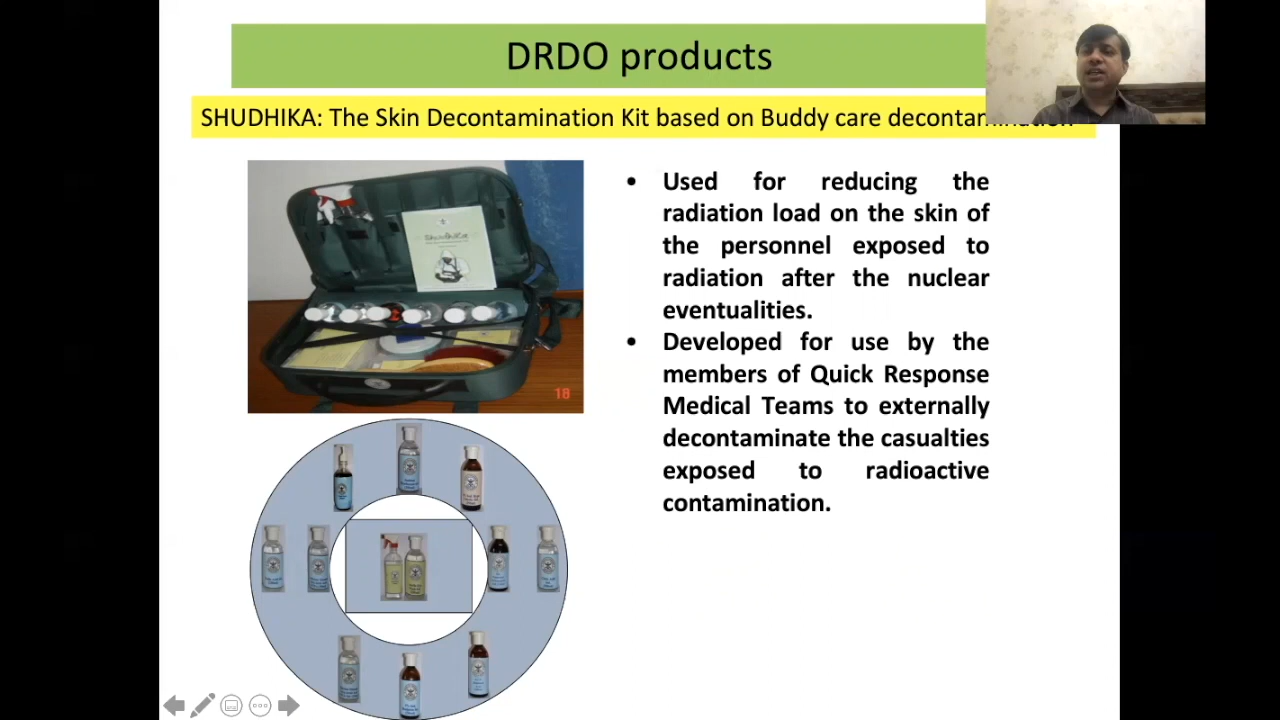 DRDO products
SHUDHIKA: The Skin Decontamination Kit based on Buddy care
Used for reducing the
radiation load on the skin of
the personnel exposed to
radiation after the nuclear
eventualities.
Developed for use by the
members of Quick Response
Medical Teams to externally
decontaminate the casualties
exposed to radioactive
contamination.
Shudhika
18